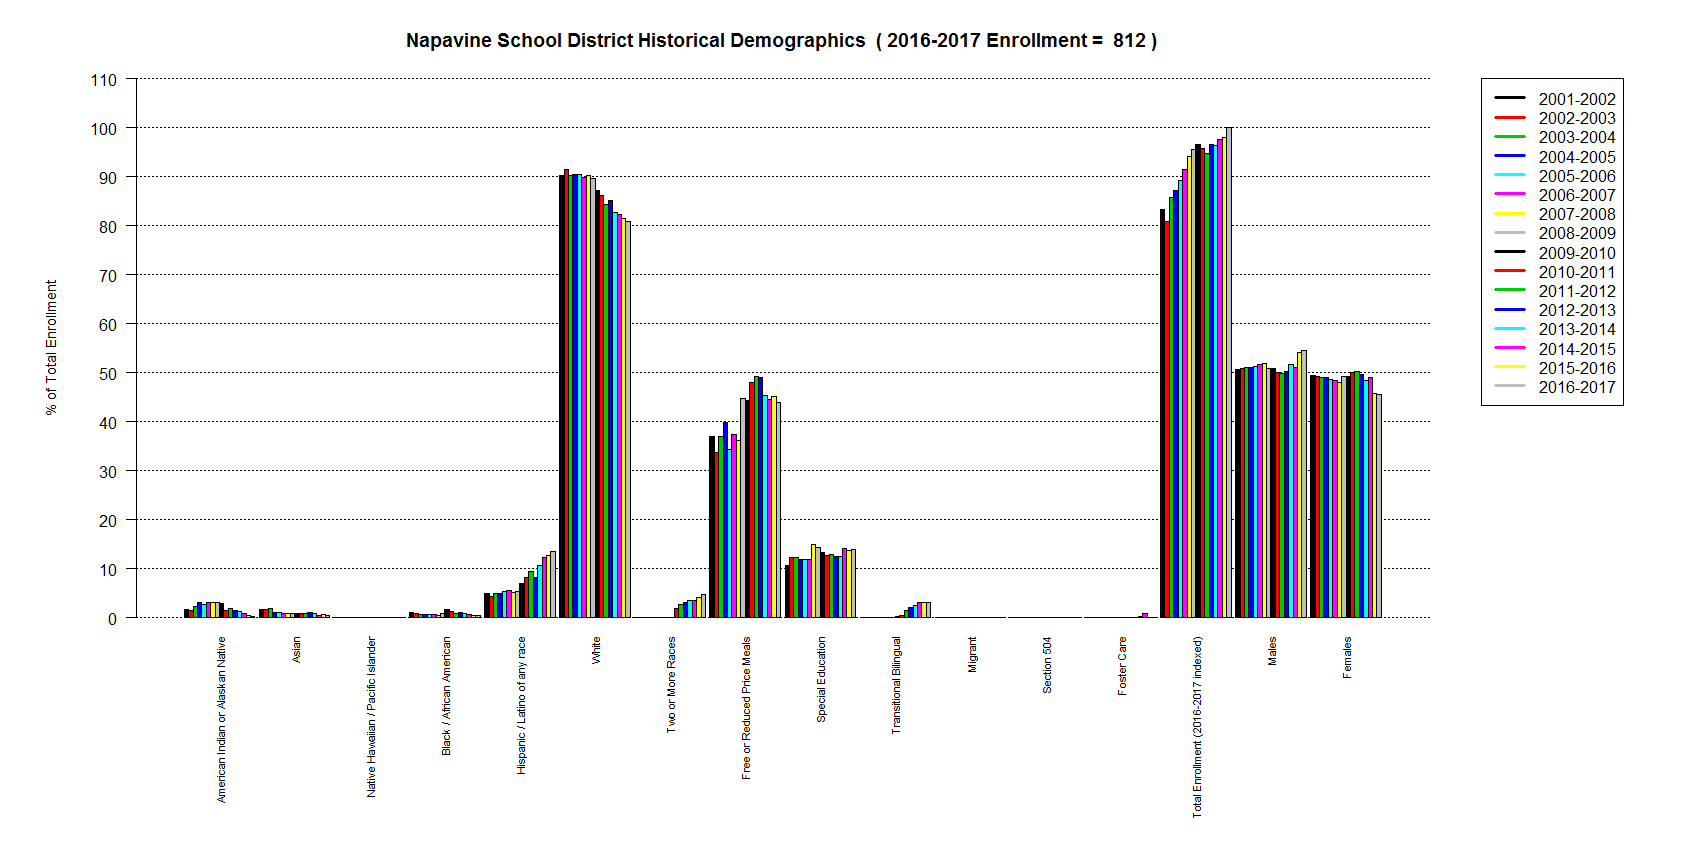 Napavine School District Historical Demographics ( 2016-2017 Enrollment = 812 )
110
100
90
80
70
60
50
40
30
20
10
0
% of Total Enrollment
American Indian or Alaskan Native
Asian
Native Hawaiian / Pacific Islander
Black / African American
Hispanic / Latino of any race
White
Two or More Races
Free or Reduced Price Meals
Special Education
Transitional Bilingual
Migrant
Section 504
Foster Care
Total Enrollment (2016-2017 indexed)
Males
Females
2001-2002
2002-2003
2003-2004
2004-2005
2005-2006
2006-2007
2007-2008
2008-2009
2009-2010
2010-2011
2011-2012
2012-2013
2013-2014
2014-2015
2015-2016
2016-2017